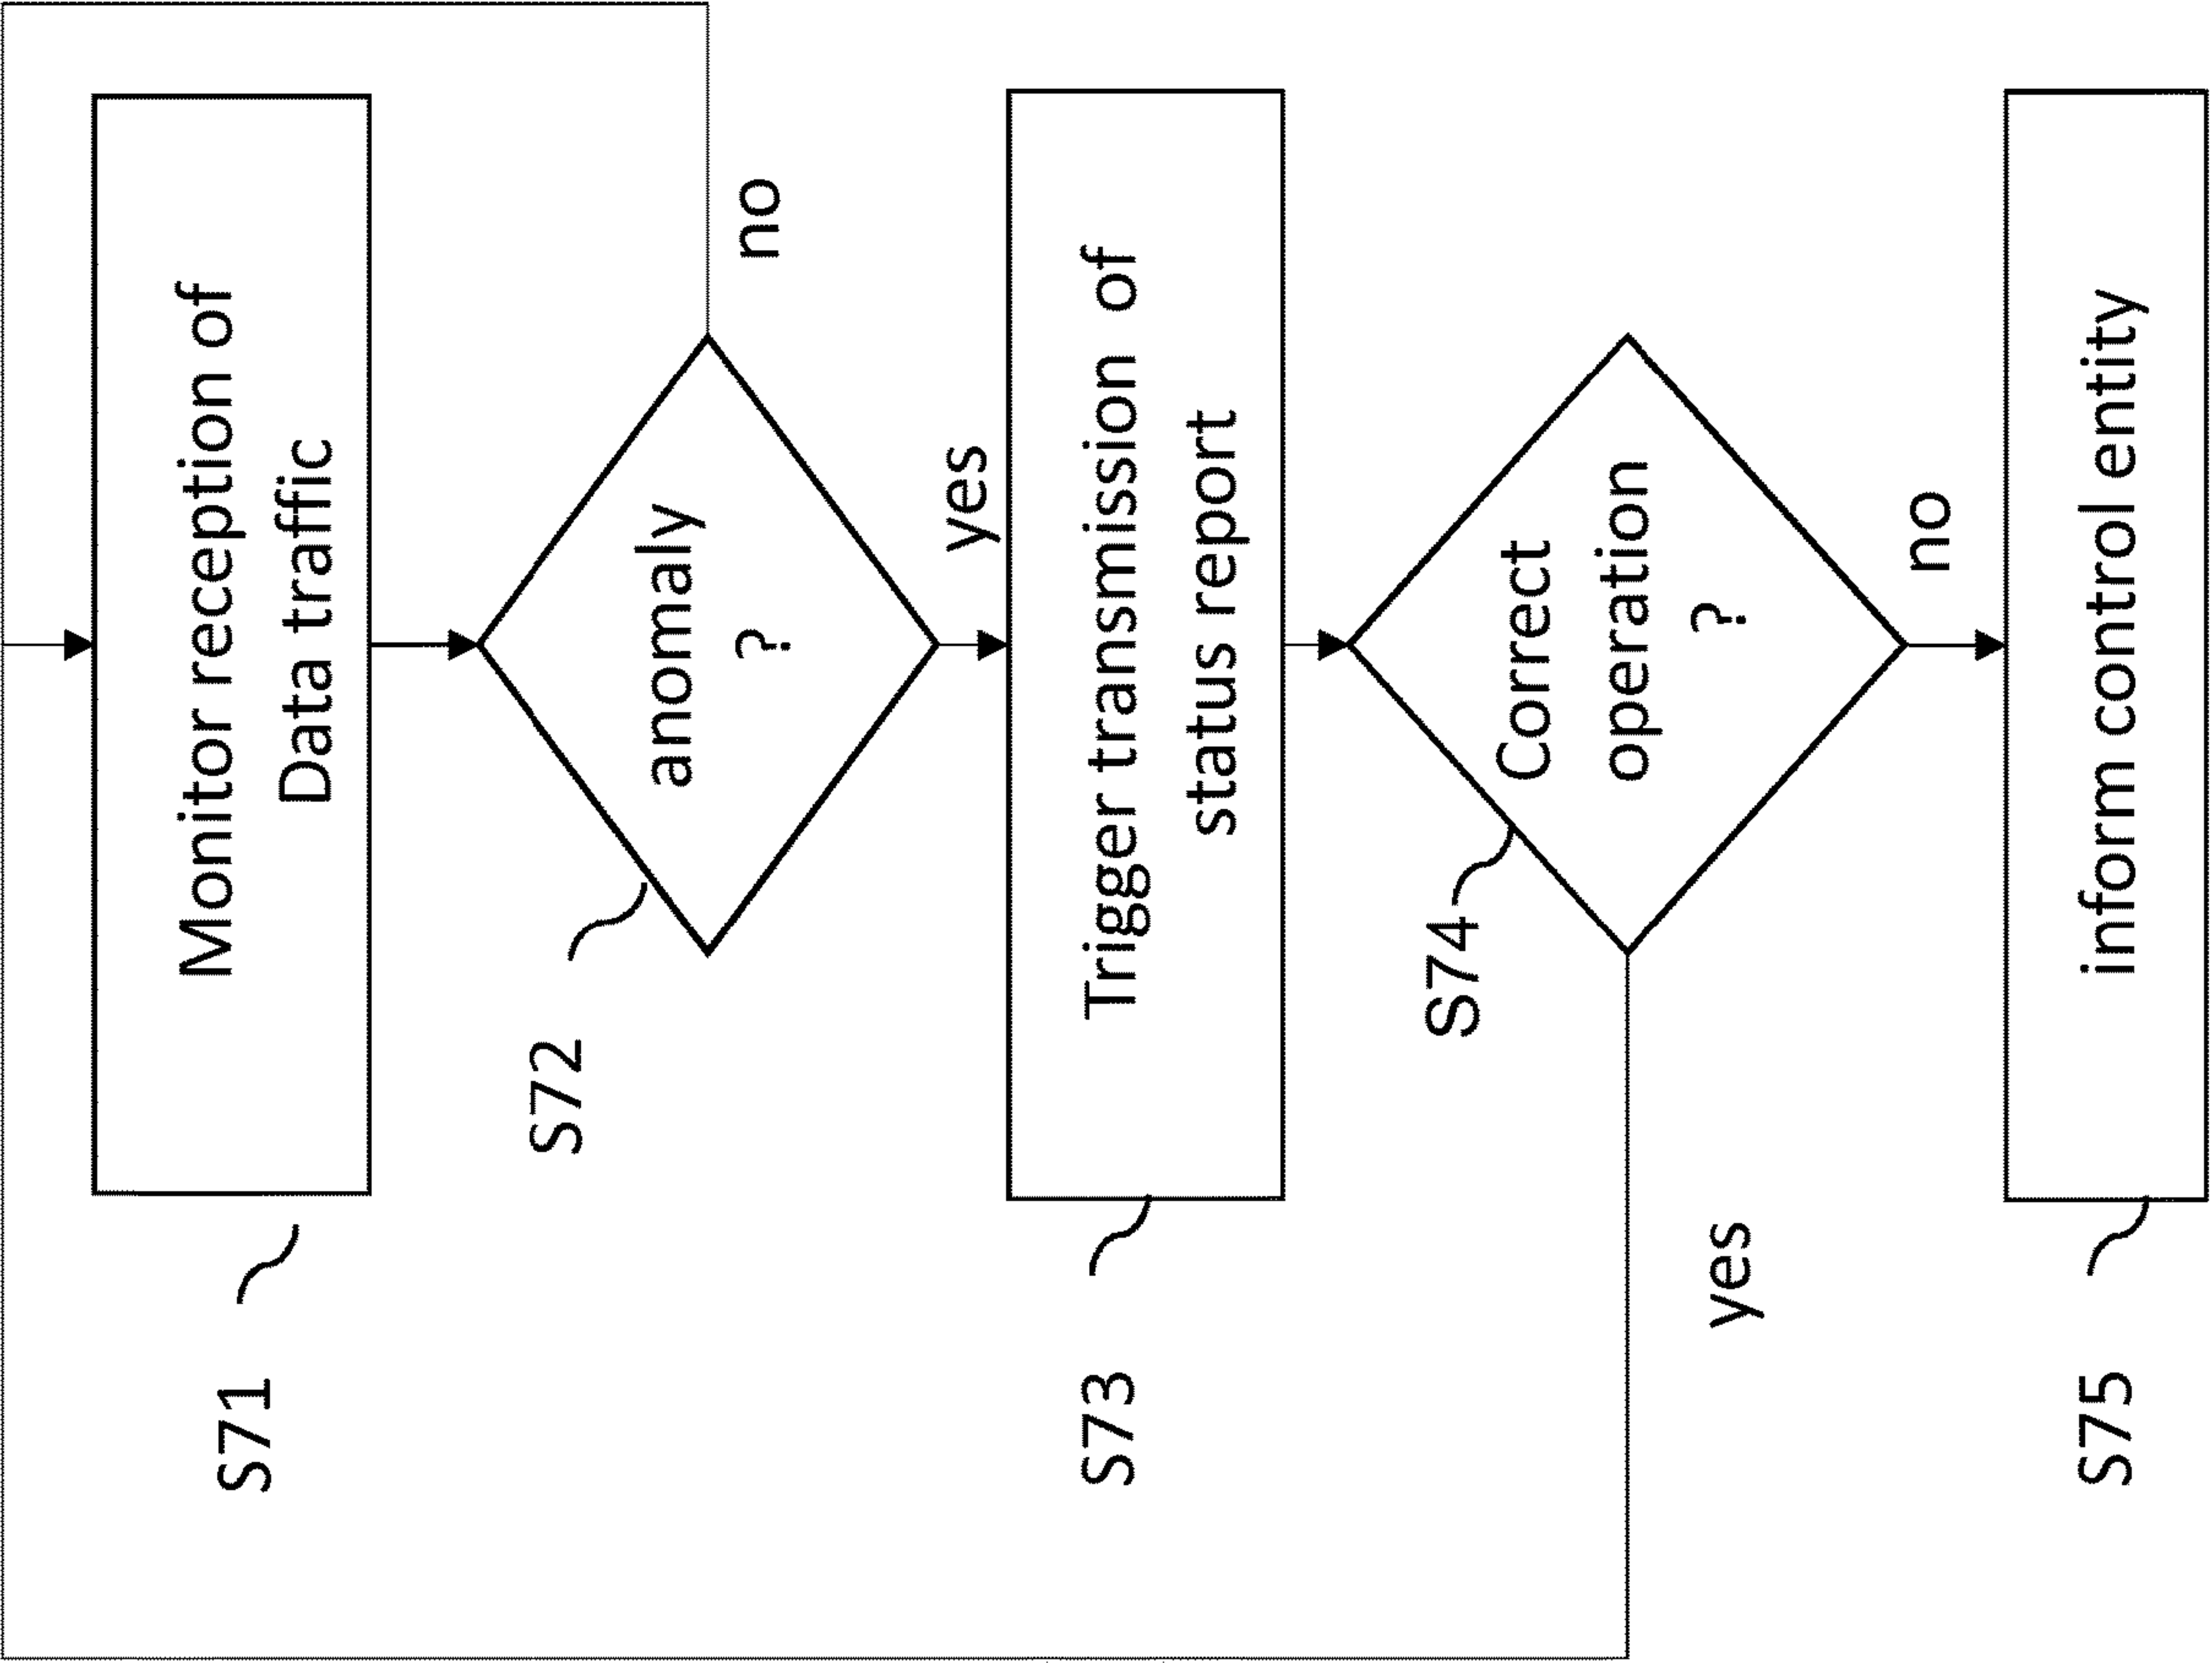 S71
Monitor reception of
Data traffic
S72
anomaly
?
no
yes
S73
Trigger transmission of
status report
S74
Correct
operation
?
yes
no
S75
inform control entity